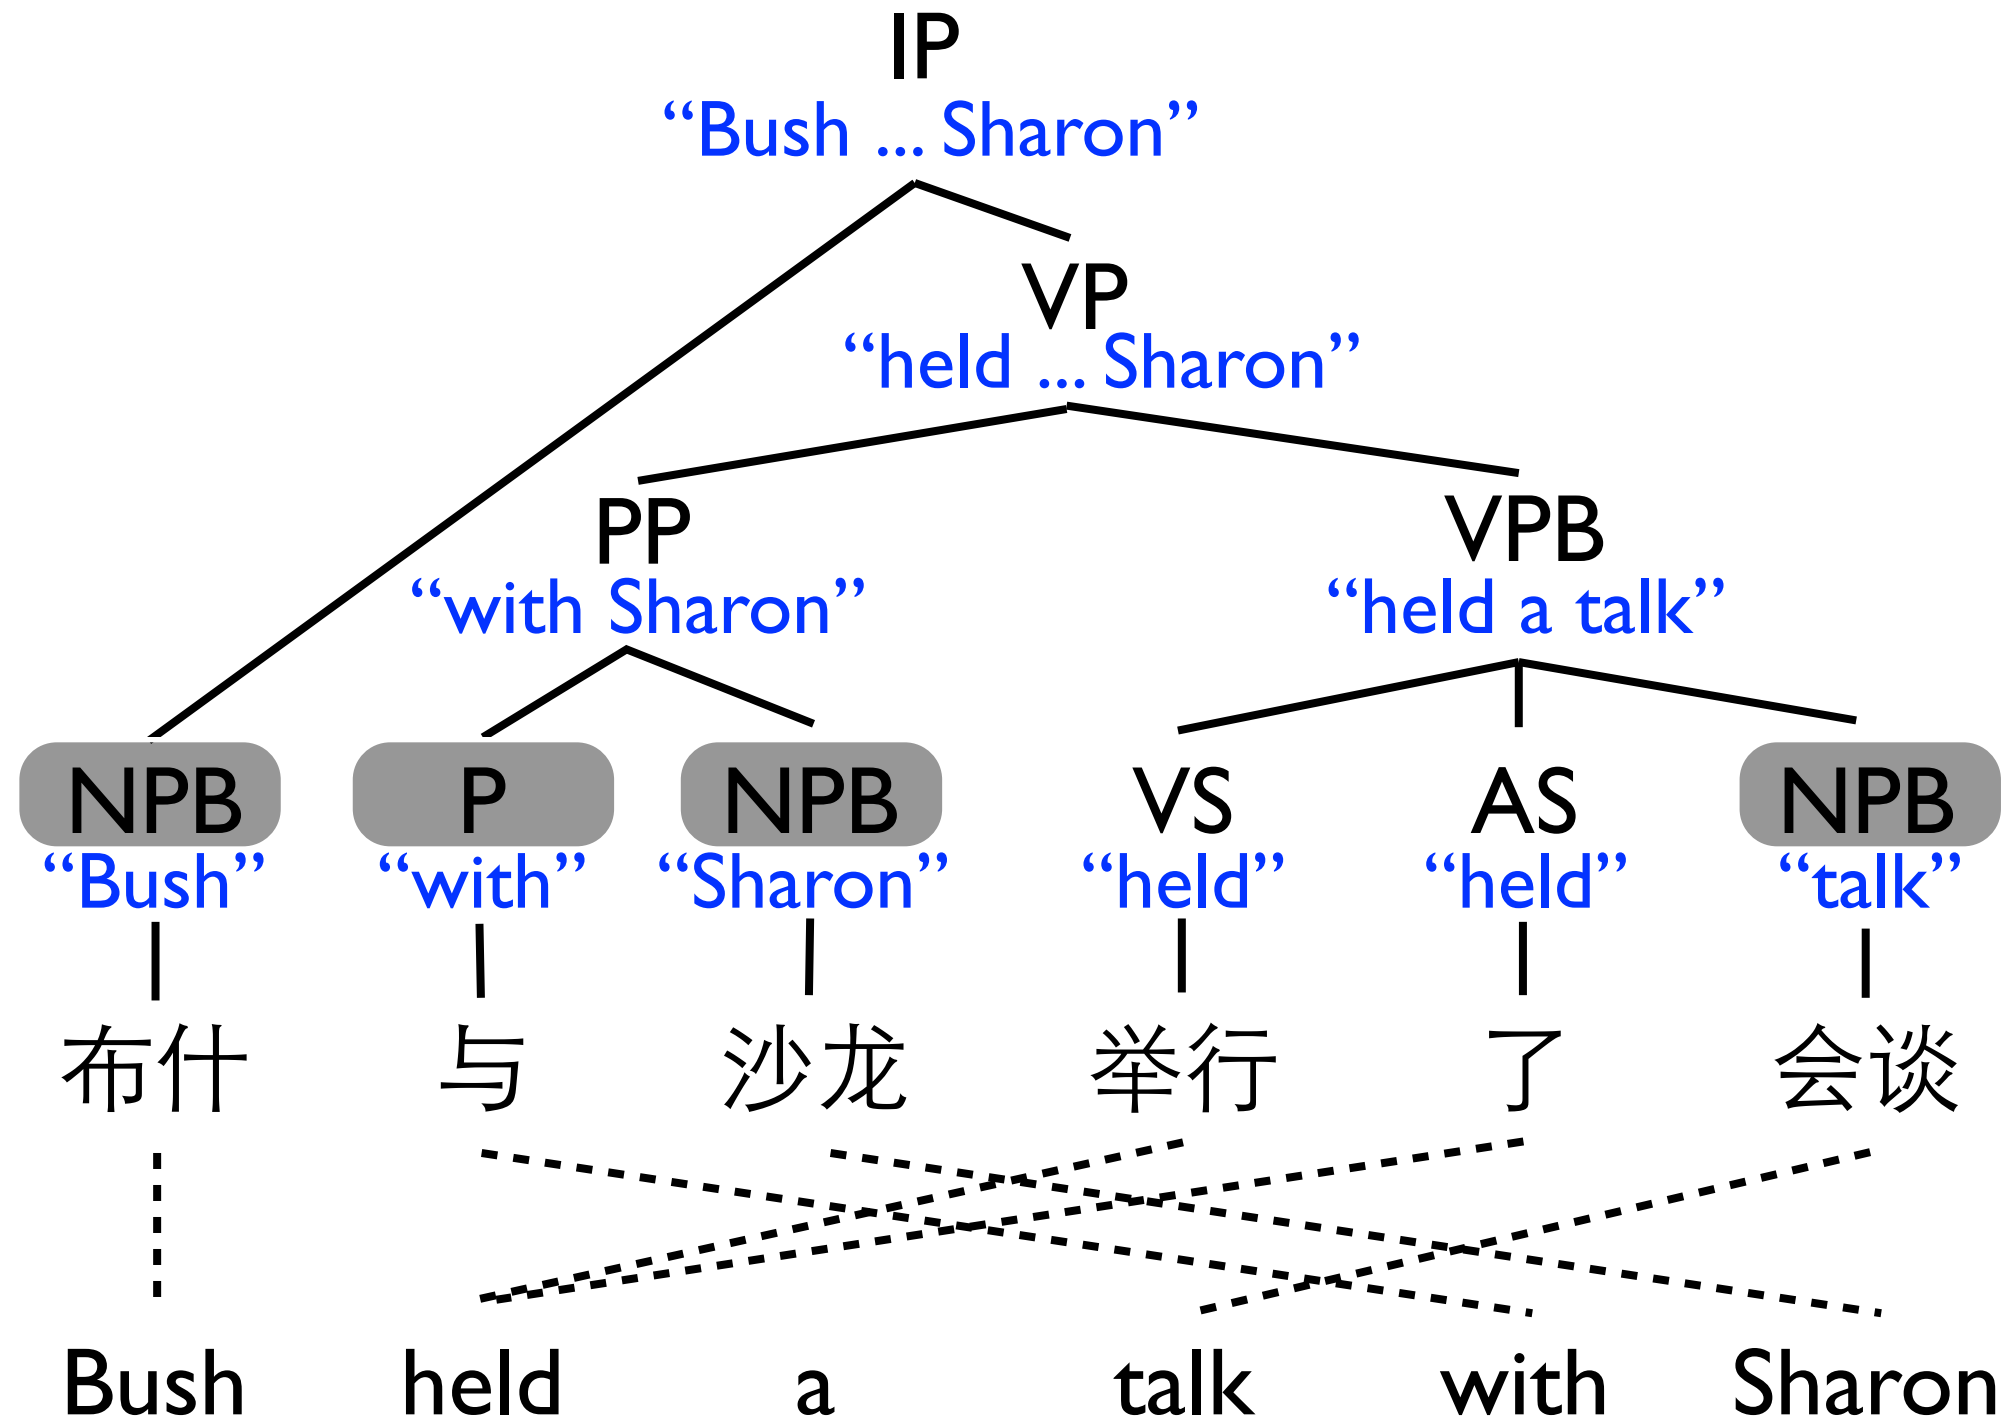 IP
“Bush ... Sharon”
VP
“held ... Sharon”
PP VPB
“with Sharon” “held a talk”
NPB P NPB VS AS NPB
“Bush” “with” “Sharon” “held” “held” “talk”
布什 与 沙龙 举行 了 会谈
Bush held a talk with Sharon